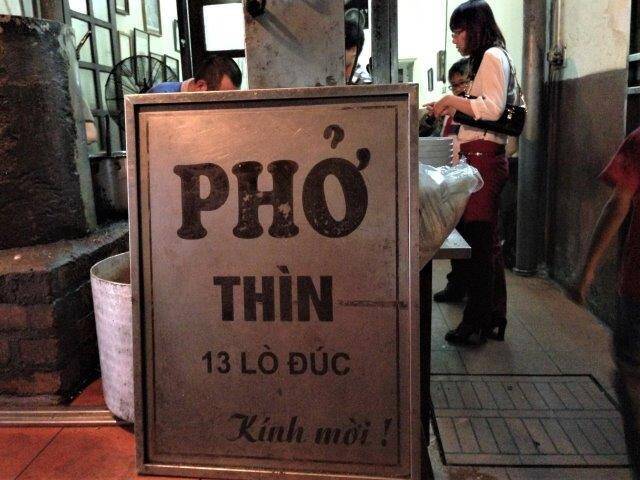 PHỞ
THÌN
13 LÒ ĐÚC
Kính mời !